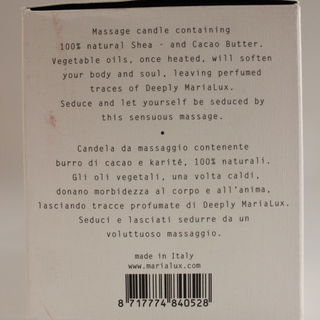 Massage candle containing
100% natural Shea - and Cacao Butter.
Vegetable oils, once heated, will soften
your body and soul, leaving perfumed
traces of Deeply MariaLux.
Seduce and let yourself be seduced by
this sensuous massage.
•
Candela da massaggio contenente
burro di cacao e karité, 100% naturali.
Gli oli vegetali, una volta caldi,
donano morbidezza al corpo e all'anima,
lasciando tracce profumate di Deeply MariaLux.
Seduci e lasciati sedurre da un
voluttuoso massaggio.
made in Italy
www.marialux.com
8 717774 840528